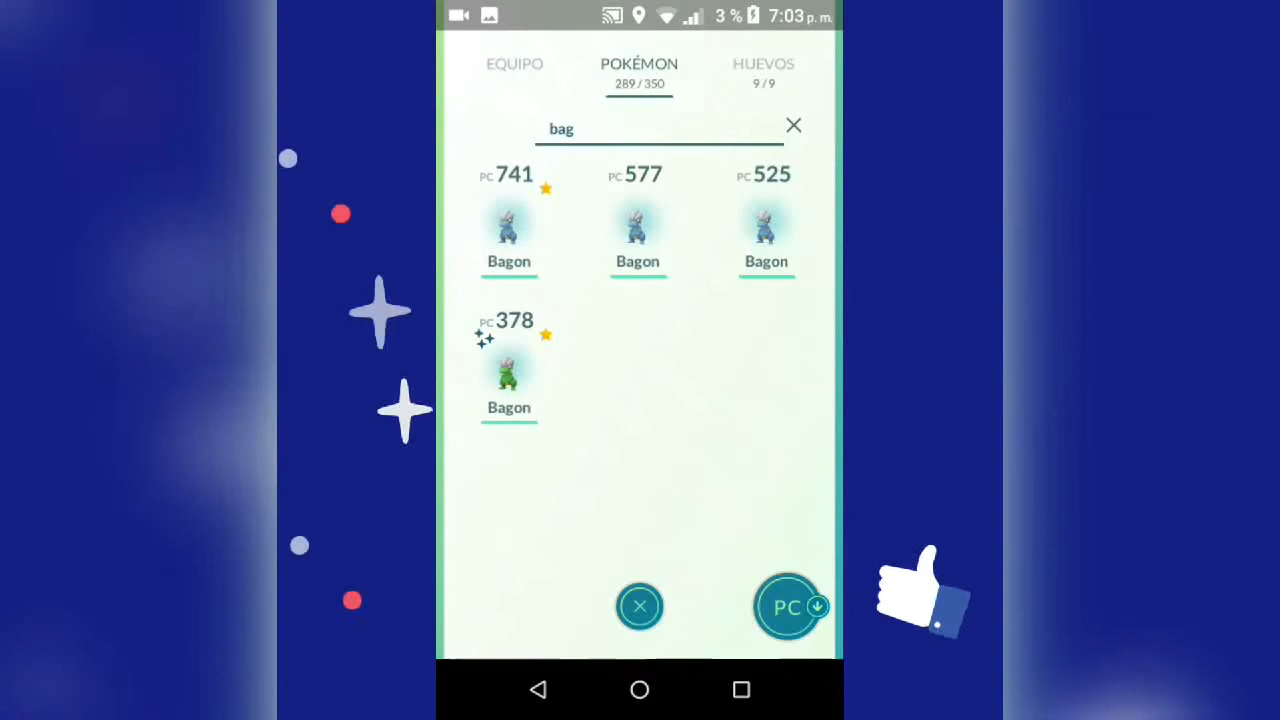 3 % 7:03 p. m.
EQUIPO POKÉMON HUEVOS
289 / 350 9 / 9
bag
PC 741 PC 577 PC 525
Bagon Bagon Bagon
PC 378
Bagon
PC